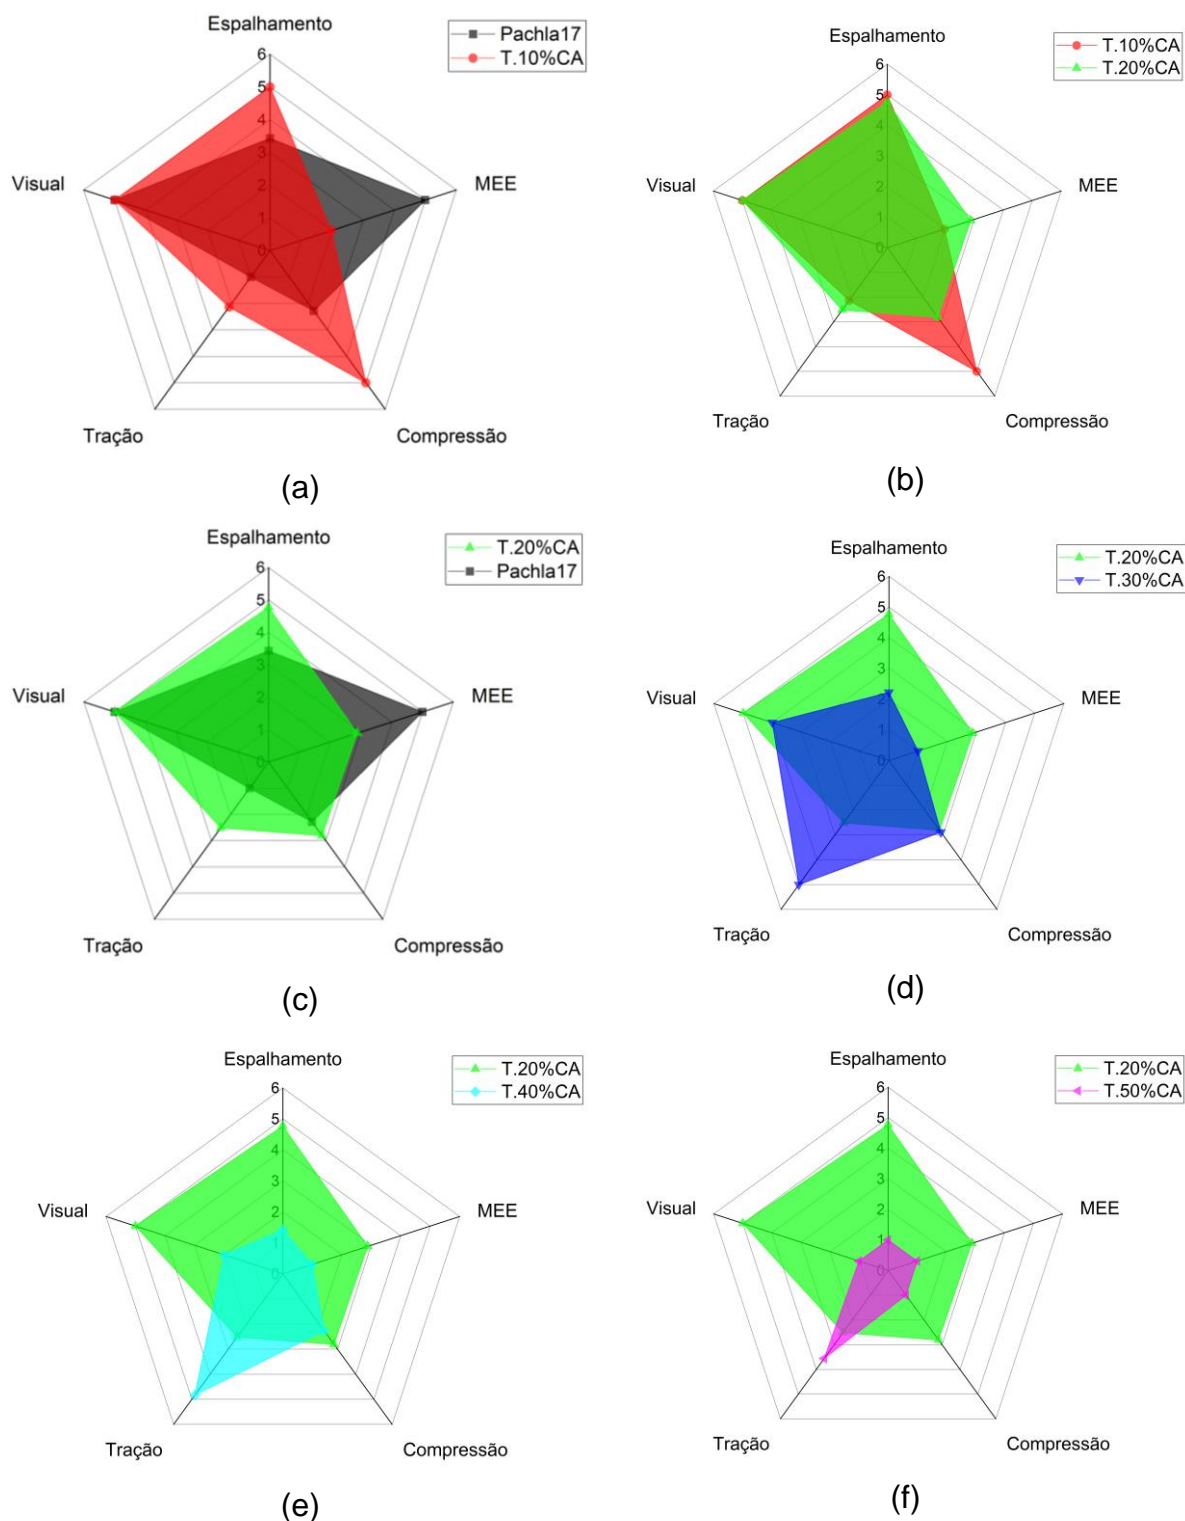 Espalhamento
Pachla17
T.10%CA
6
5
4
3
2
1
0
Visual
MEE
Tração
Compressão
(a)
Espalhamento
T.10%CA
T.20%CA
6
5
4
3
2
1
0
Visual
MEE
Tração
Compressão
(b)
Espalhamento
T.20%CA
Pachla17
6
5
4
3
2
1
0
Visual
MEE
Tração
Compressão
(c)
Espalhamento
T.20%CA
T.30%CA
6
5
4
3
2
1
0
Visual
MEE
Tração
Compressão
(d)
Espalhamento
T.20%CA
T.40%CA
6
5
4
3
2
1
0
Visual
MEE
Tração
Compressão
(e)
Espalhamento
T.20%CA
T.50%CA
6
5
4
3
2
1
0
Visual
MEE
Tração
Compressão
(f)